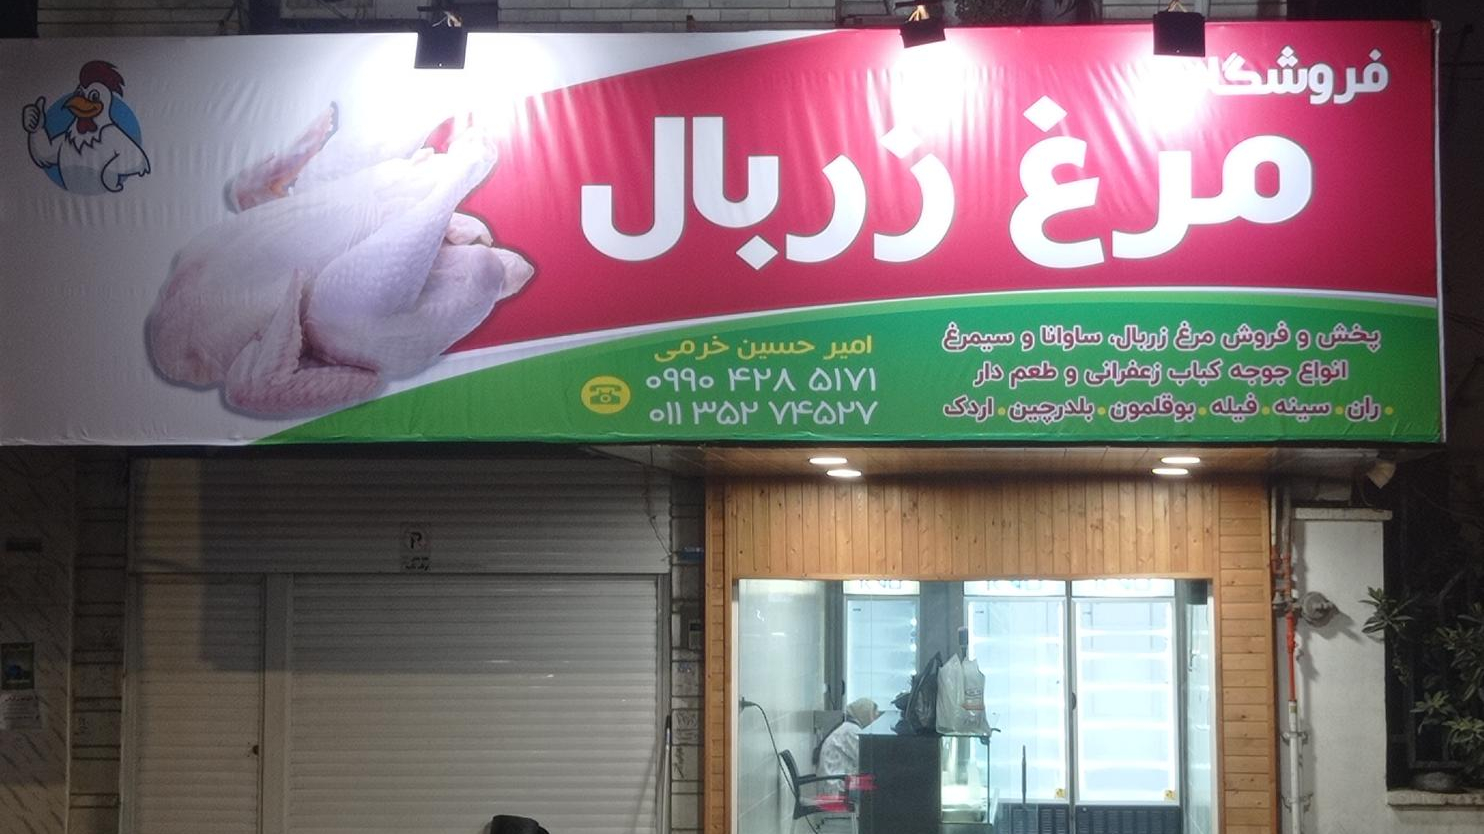 فروشگاه
مرغ زربال
پخش و فروش مرغ زربال، ساوانا و سیمرغ
انواع جوجه کباب زعفرانی و طعم دار
• ران • سینه • فیله • بوقلمون • بلدرچین • اردک
امیر حسین خرمی
۰۹۹۰ ۴۲۸ ۵۱۷۱
۰۱۱ ۳۵۲ ۷۴۵۲۷